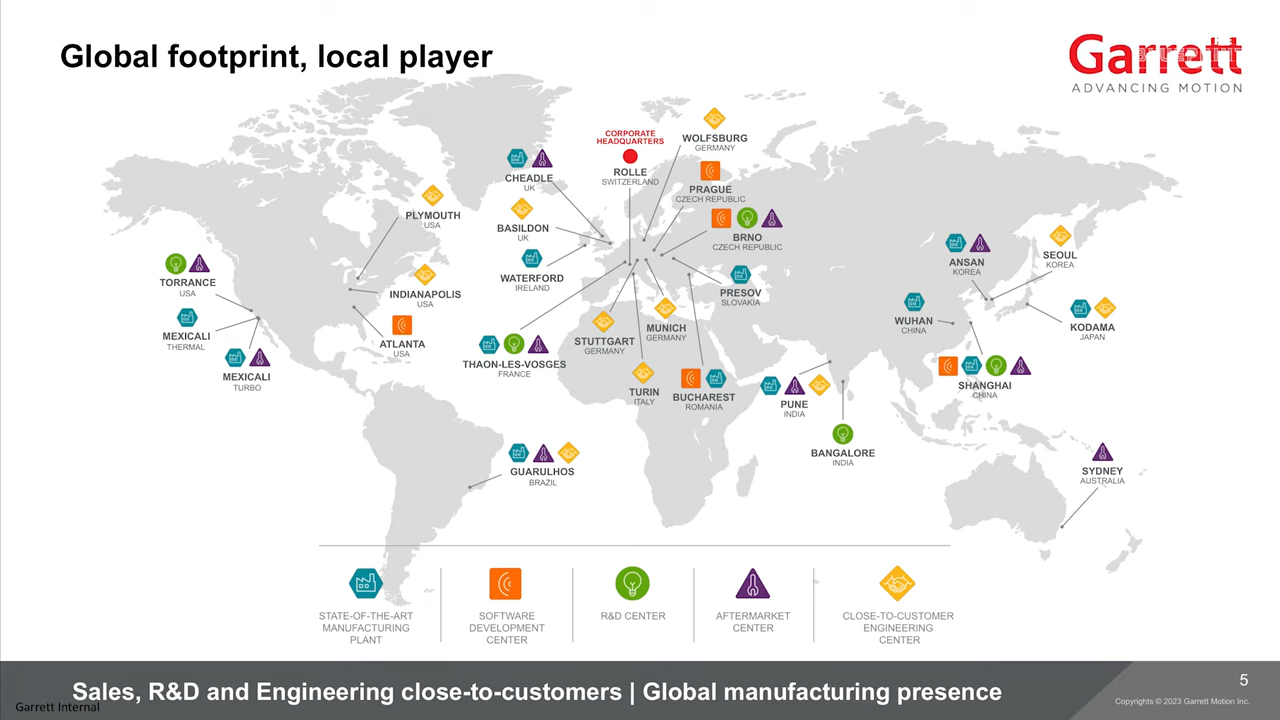 Global footprint, local player
Garrett
ADVANCING MOTION
CORPORATE
HEADQUARTERS
ROLLE
SWITZERLAND
WOLFSBURG
GERMANY
CHEADLE
UK
PRAGUE
CZECH REPUBLIC
PLYMOUTH
USA
BASILDON
UK
BRNO
CZECH REPUBLIC
ANSAN
KOREA
SEOUL
KOREA
TORRANCE
USA
INDIANAPOLIS
USA
WATERFORD
IRELAND
PRESOV
SLOVAKIA
MEXICALI
THERMAL
ATLANTA
USA
STUTTGART
GERMANY
MUNICH
GERMANY
WUHAN
CHINA
KODAMA
JAPAN
MEXICALI
TURBO
THAON-LES-VOSGES
FRANCE
TURIN
ITALY
BUCHAREST
ROMANIA
PUNE
INDIA
SHANGHAI
CHINA
BANGALORE
INDIA
GUARULHOS
BRAZIL
SYDNEY
AUSTRALIA
STATE-OF-THE-ART
MANUFACTURING
PLANT
SOFTWARE
DEVELOPMENT
CENTER
R&D CENTER
AFTERMARKET
CENTER
CLOSE-TO-CUSTOMER
ENGINEERING
CENTER
Sales, R&D and Engineering close-to-customers | Global manufacturing presence
5
Garrett Internal
Copyrights © 2023 Garrett Motion Inc.